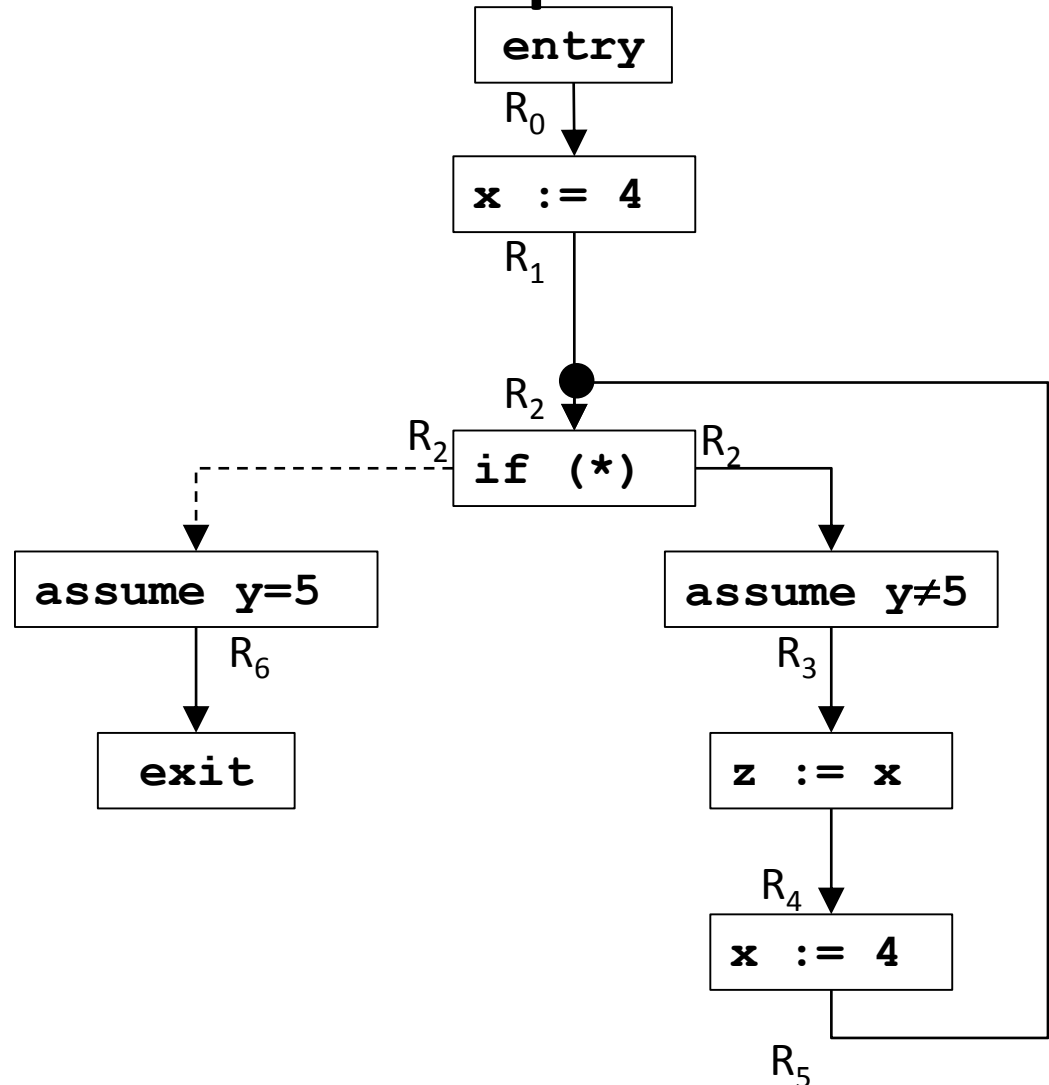 entry
R₀
x := 4
R₁
R₂
R₂ if (*) R₂
assume y=5 assume y≠5
R₆ R₃
exit z := x
R₄
x := 4
R₅